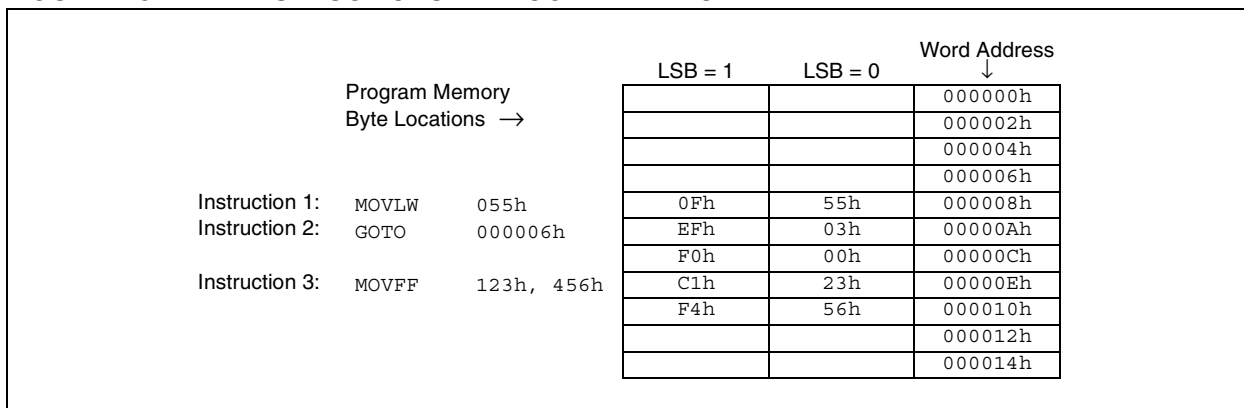 Word Address
LSB = 1 LSB = 0 ↓
Program Memory 000000h
Byte Locations → 000002h
000004h
000006h
Instruction 1: MOVLW 055h 0Fh 55h 000008h
Instruction 2: GOTO 000006h EFh 03h 00000Ah
F0h 00h 00000Ch
Instruction 3: MOVFF 123h, 456h C1h 23h 00000Eh
F4h 56h 000010h
000012h
000014h